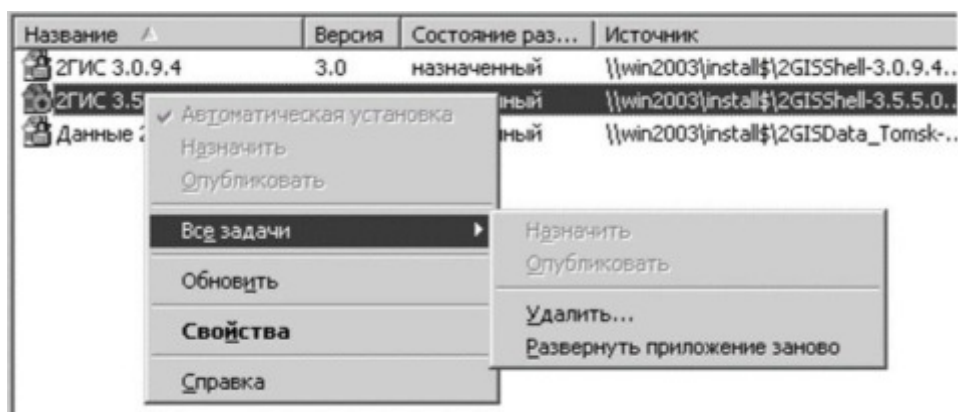 Название Версия Состояние раз... Источник
2ГИС 3.0.9.4 3.0 назначенный \\win2003\install$\2GISShell-3.0.9.4..
2ГИС 3.5 ный \\win2003\install$\2GISShell-3.5.5.0..
Данные 2 ный \\win2003\install$\2GISData_Tomsk-..
Автоматическая установка
Назначить
Опубликовать
Все задачи
Обновить
Свойства
Справка
Назначить
Опубликовать
Удалить...
Развернуть приложение заново